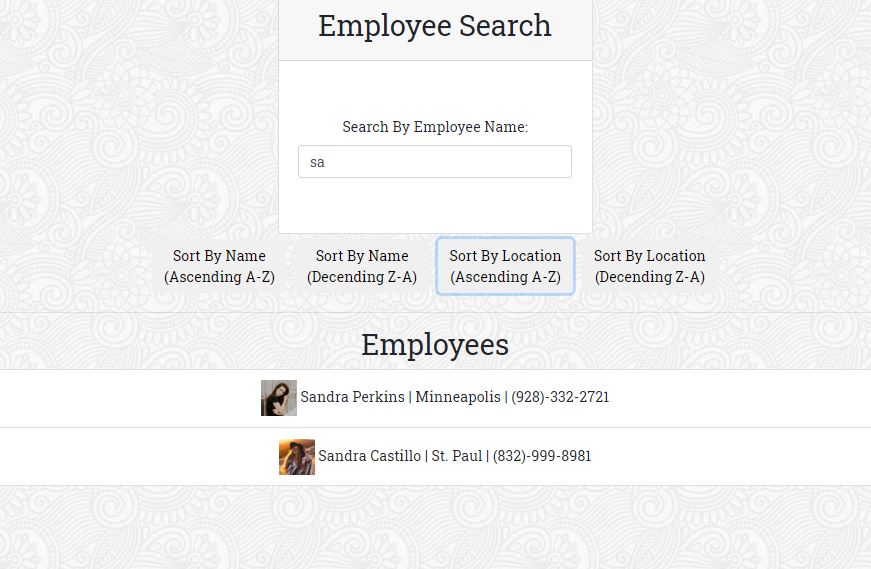 Employee Search
Search By Employee Name:
sa
Sort By Name
(Ascending A-Z)
Sort By Name
(Decending Z-A)
Sort By Location
(Ascending A-Z)
Sort By Location
(Decending Z-A)
Employees
Sandra Perkins | Minneapolis | (928)-332-2721
Sandra Castillo | St. Paul | (832)-999-8981